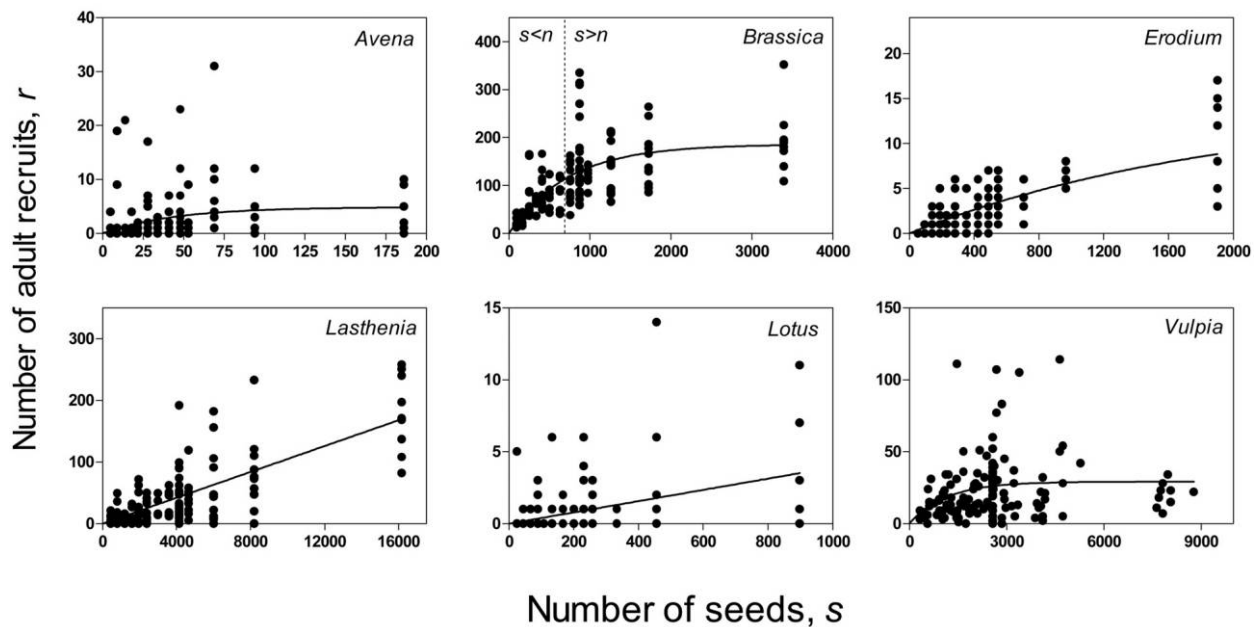 Number of adult recruits, r
Avena
40
30
20
10
0
0 25 50 75 100 125 150 175 200
s<n s>n Brassica
400
300
200
100
0
0 1000 2000 3000 4000
Erodium
20
15
10
5
0
0 400 800 1200 1600 2000
Lasthenia
300
200
100
0
0 4000 8000 12000 16000
Lotus
15
10
5
0
0 200 400 600 800 1000
Vulpia
150
100
50
0
0 3000 6000 9000
Number of seeds, s